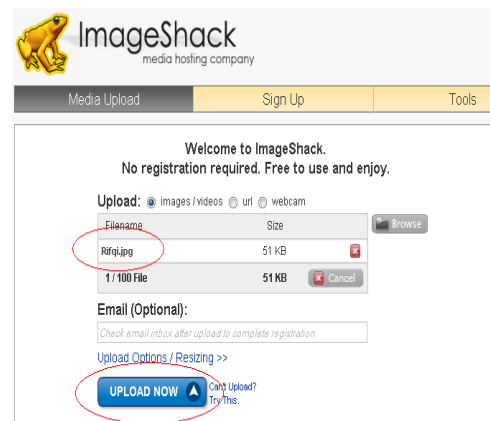 ImageShack
media hosting company
Media Upload Sign Up Tools
Welcome to ImageShack.
No registration required. Free to use and enjoy.
Upload: images / videos url webcam
Filename Size Browse
Rifqi.jpg 51 KB
1 / 100 File 51 KB Cancel
Email (Optional):
Check email inbox after upload to complete registration
Upload Options / Resizing >>
UPLOAD NOW Can't Upload?
Try This.